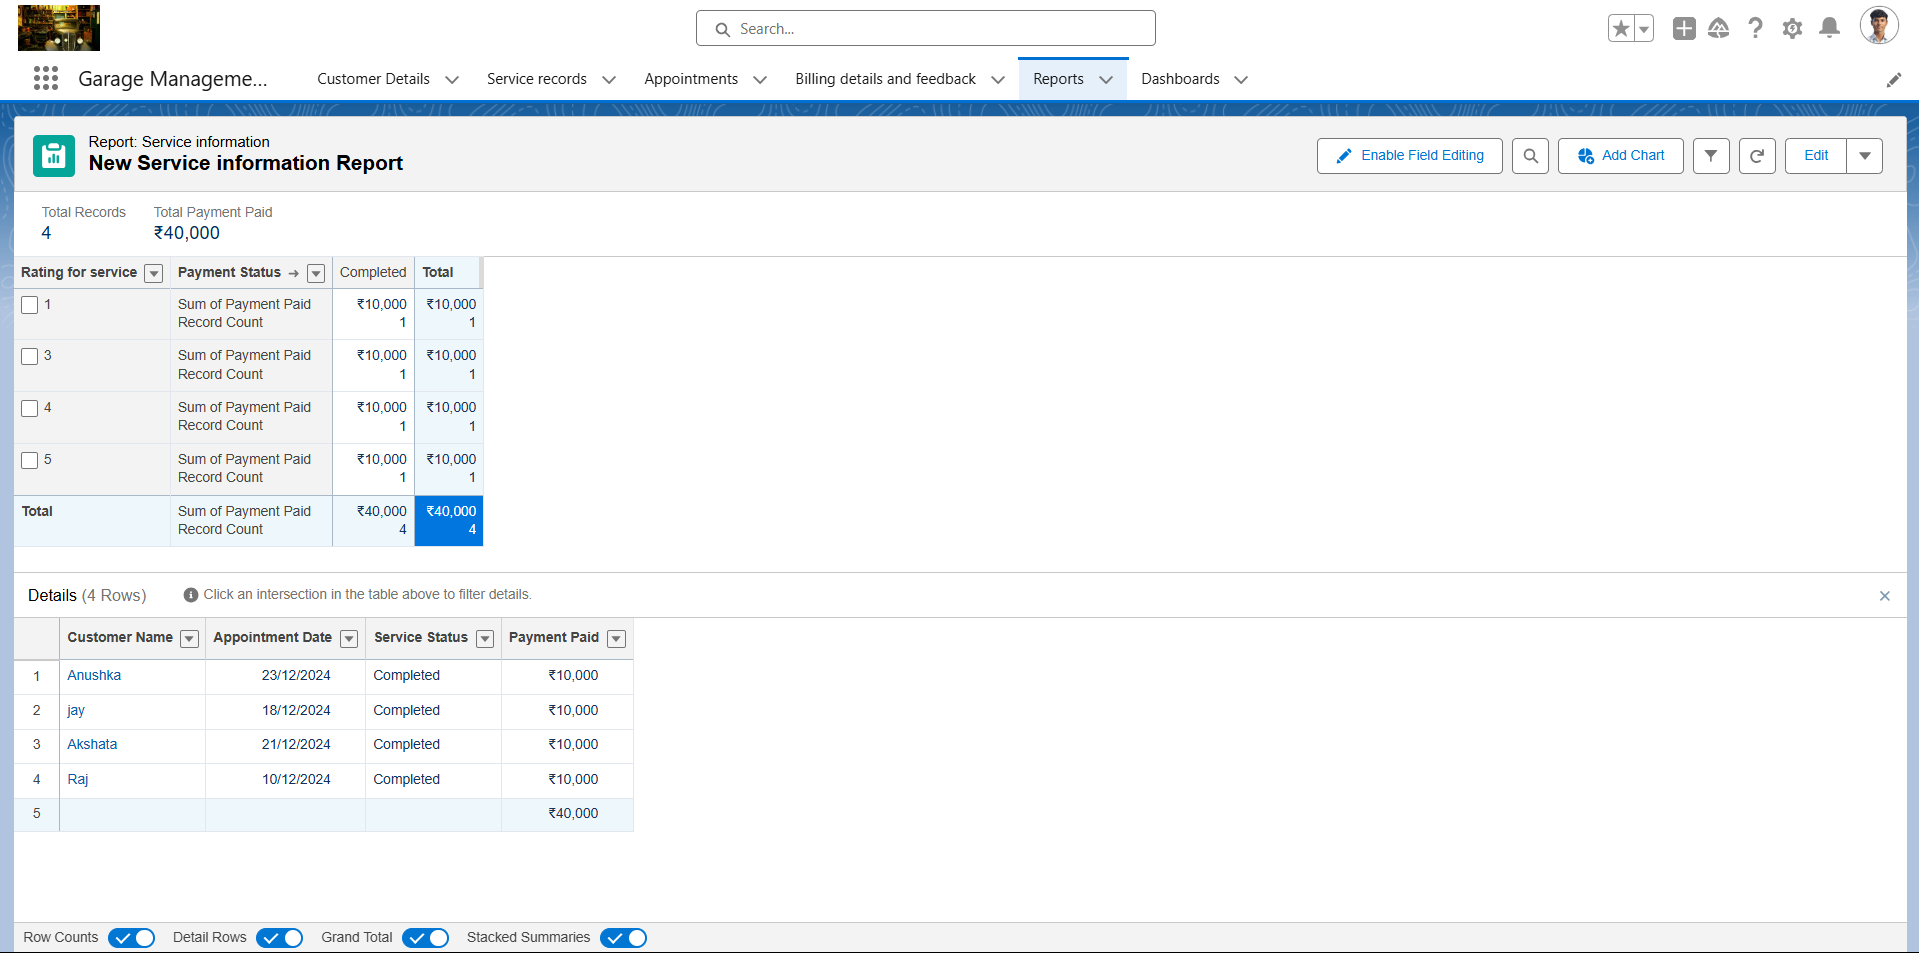 Search...
Garage Manageme...
Customer Details
Service records
Appointments
Billing details and feedback
Reports
Dashboards
Report: Service information
New Service information Report
Enable Field Editing
Add Chart
Edit
Total Records
4
Total Payment Paid
₹40,000
Rating for service Payment Status → Completed Total
1 Sum of Payment Paid ₹10,000 ₹10,000
Record Count 1 1
3 Sum of Payment Paid ₹10,000 ₹10,000
Record Count 1 1
4 Sum of Payment Paid ₹10,000 ₹10,000
Record Count 1 1
5 Sum of Payment Paid ₹10,000 ₹10,000
Record Count 1 1
Total Sum of Payment Paid ₹40,000 ₹40,000
Record Count 4 4
Details (4 Rows) Click an intersection in the table above to filter details.
Customer Name Appointment Date Service Status Payment Paid
1 Anushka 23/12/2024 Completed ₹10,000
2 jay 18/12/2024 Completed ₹10,000
3 Akshata 21/12/2024 Completed ₹10,000
4 Raj 10/12/2024 Completed ₹10,000
5 ₹40,000
Row Counts Detail Rows Grand Total Stacked Summaries